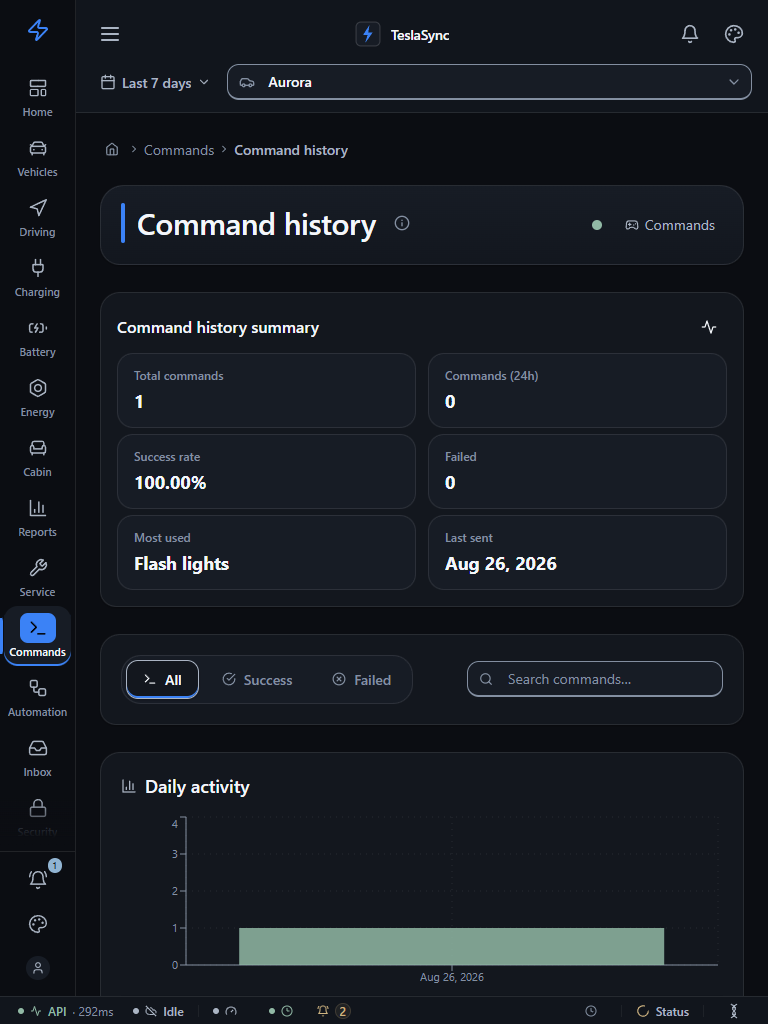 TeslaSync
Last 7 days
Aurora
Home
Vehicles
Driving
Charging
Battery
Energy
Cabin
Reports
Service
Commands
Automation
Inbox
Security
1
Commands
Command history
Command history
Commands
Command history summary
Total commands
1
Commands (24h)
0
Success rate
100.00%
Failed
0
Most used
Flash lights
Last sent
Aug 26, 2026
All
Success
Failed
Search commands...
Daily activity
4
3
2
1
0
Aug 26, 2026
API · 292ms
Idle
2
Status